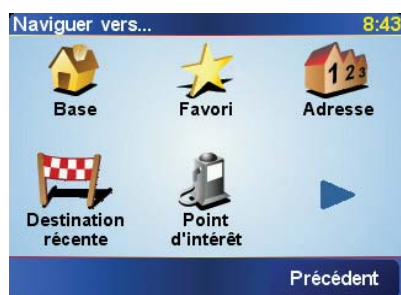 Naviguer vers... 8:43
Base Favori Adresse
1 2 3
Destination récente
Point d'intérêt
Précédent